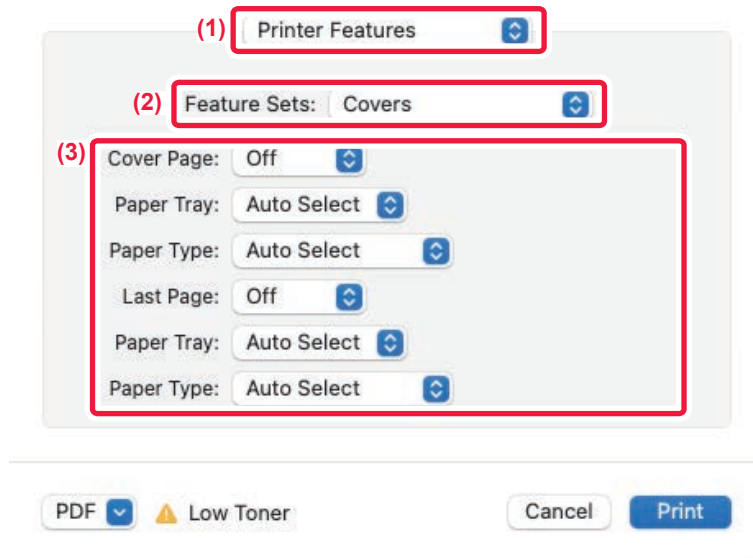 (1) Printer Features
(2) Feature Sets: Covers
(3) Cover Page: Off
Paper Tray: Auto Select
Paper Type: Auto Select
Last Page: Off
Paper Tray: Auto Select
Paper Type: Auto Select
PDF Low Toner Cancel Print